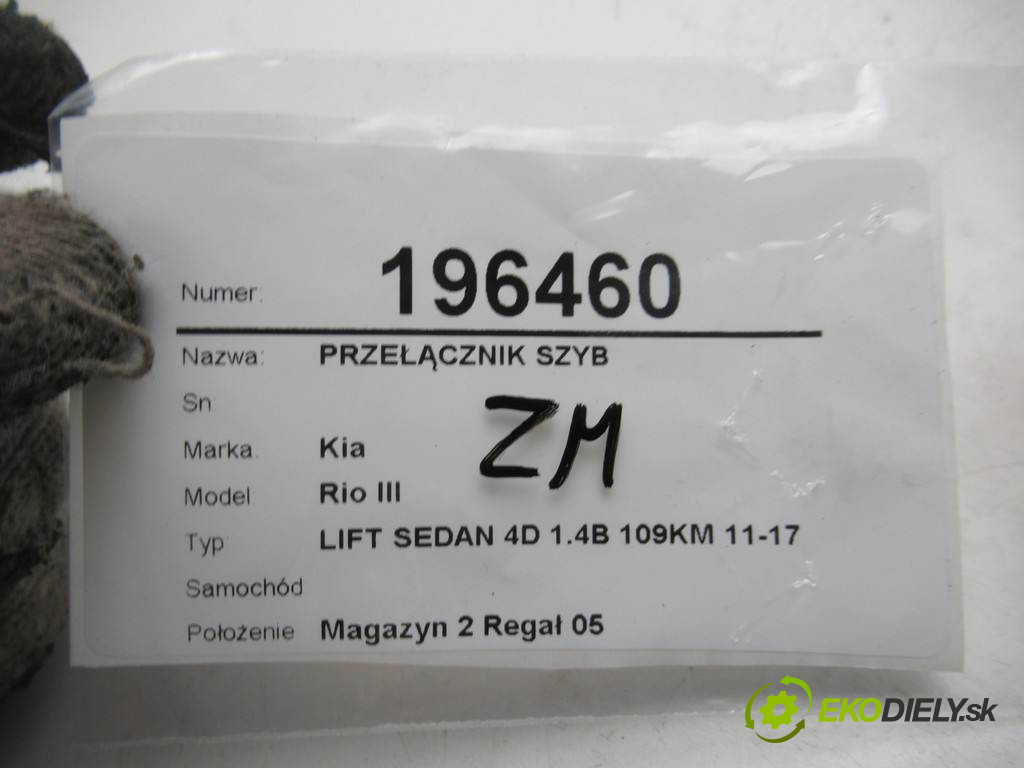 Numer: 196460
Nazwa: PRZEŁĄCZNIK SZYB
Sn
ZM
Marka: Kia
Model: Rio III
Typ LIFT SEDAN 4D 1.4B 109KM 11-17
Samochód
Położenie Magazyn 2 Regał 05
EKODIELY.sk